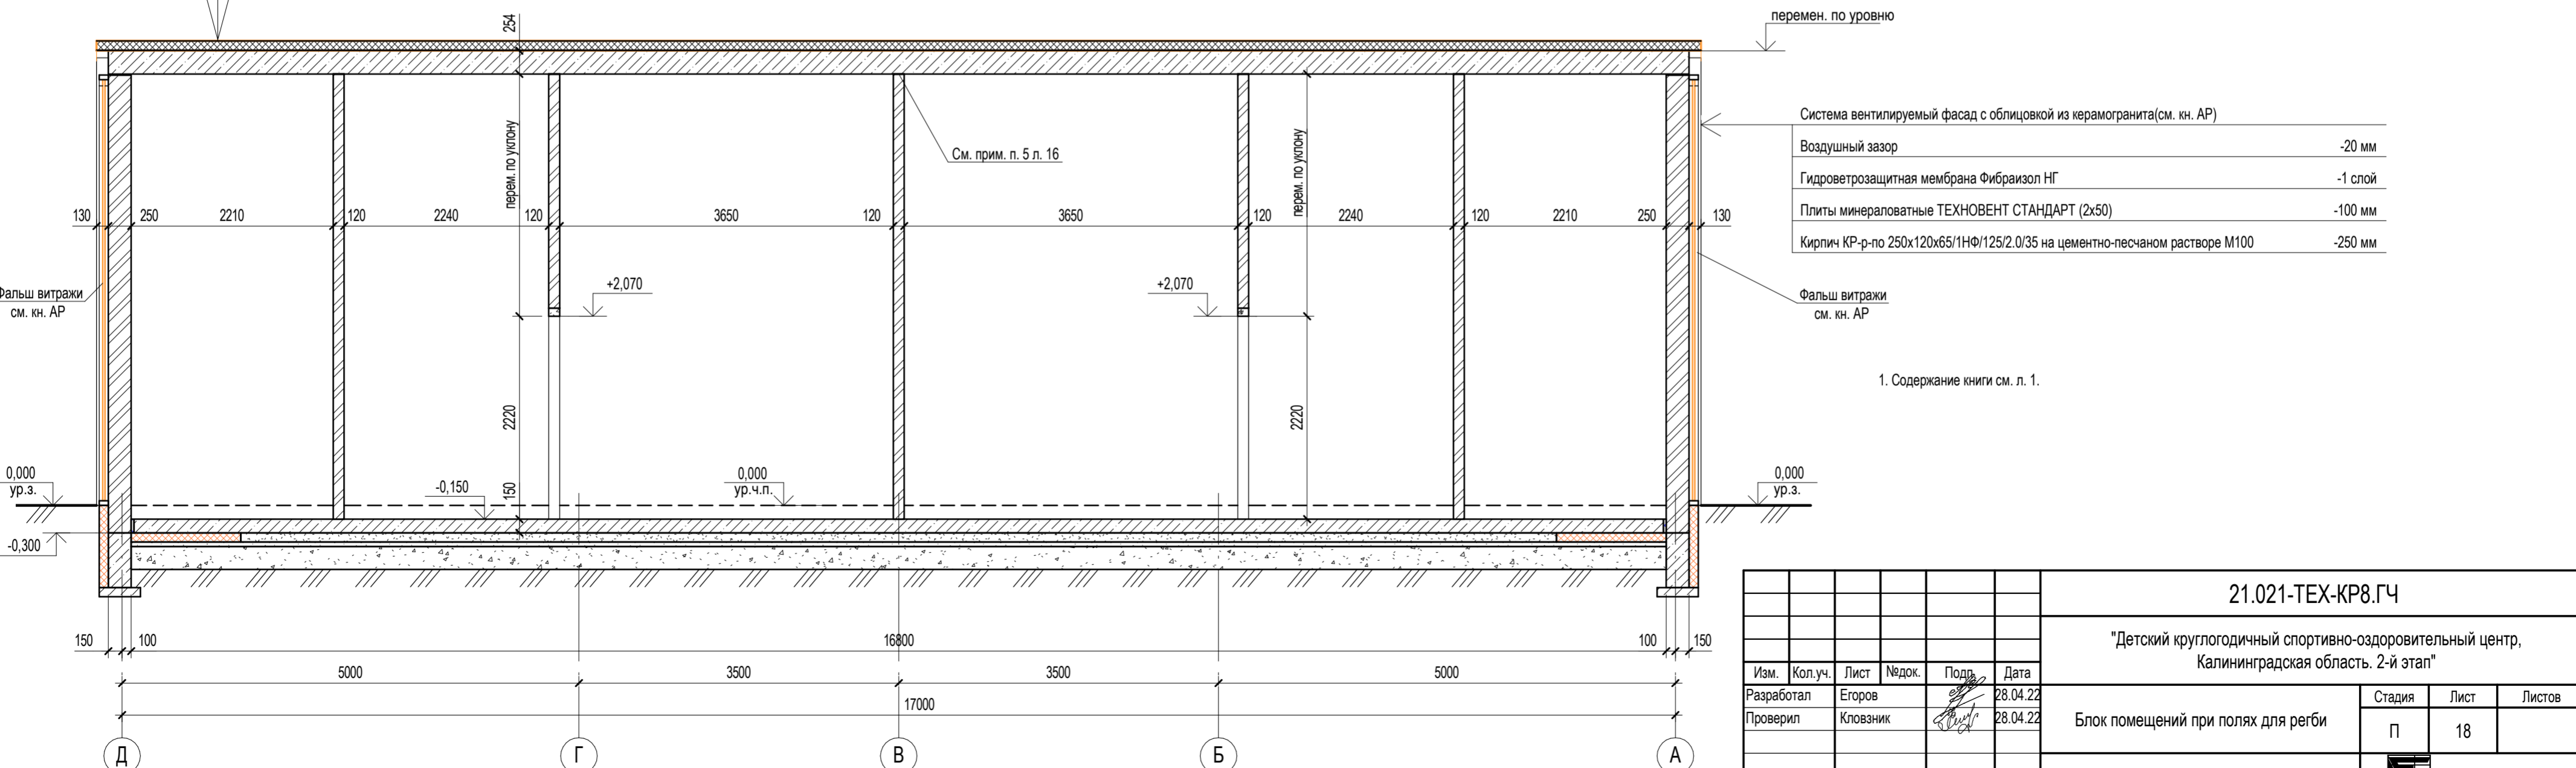 254
перемен. по уровню
Система вентилируемый фасад с облицовкой из керамогранита(см. кн. АР)
Воздушный зазор -20 мм
Гидроветрозащитная мембрана Фибраизол НГ -1 слой
Плиты минераловатные ТЕХНОВЕНТ СТАНДАРТ (2х50) -100 мм
Кирпич КР-р-по 250х120х65/1НФ/125/2.0/35 на цементно-песчаном растворе М100 -250 мм
перем. по уклону
См. прим. п. 5 л. 16
перем. по уклону
130 250 2210 120 2240 120 3650 120 3650 120 2240 120 2210 250 130
+2,070
+2,070
Фальш витражи
см. кн. АР
Фальш витражи
см. кн. АР
1. Содержание книги см. л. 1.
2220
2220
0,000
ур.з.
-0,150
150
0,000
ур.ч.п.
0,000
ур.з.
-0,300
150 100 16800 100 150
5000 3500 3500 5000
17000
Д Г В Б А
21.021-ТЕХ-КР8.ГЧ
"Детский круглогодичный спортивно-оздоровительный центр,
Калининградская область. 2-й этап"
Изм. Кол.уч. Лист №док. Подп. Дата
Разработал Егоров 28.04.22
Проверил Кловзник 28.04.22
Блок помещений при полях для регби
Стадия Лист Листов
П 18